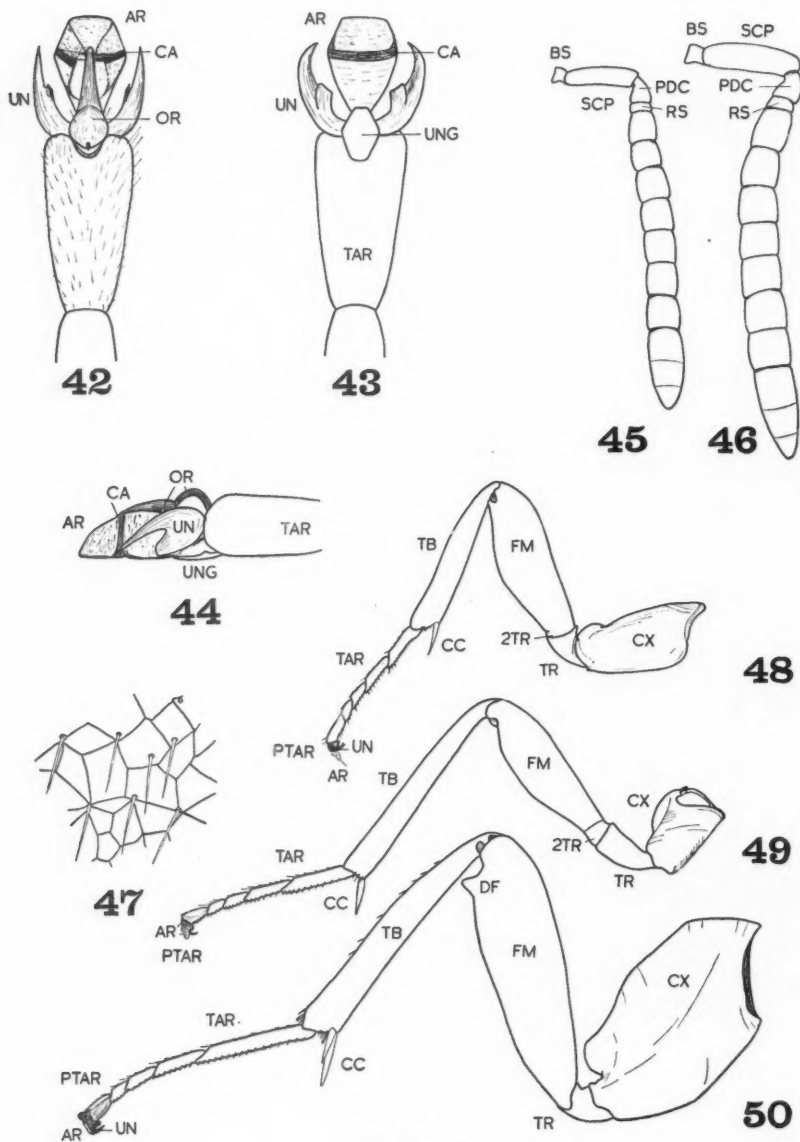 AR
CA
UN
OR
42
AR
CA
UN
UNG
TAR
43
BS
SCP
PDC
RS
45
BS
SCP
PDC
RS
46
OR
CA
AR
UN
TAR
UNG
44
TB
FM
TAR
CC
2TR
TR
CX
PTAR
UN
AR
48
47
TB
FM
CX
2TR
TR
TAR
CC
AR
PTAR
49
DF
TB
FM
CX
TAR
CC
PTAR
AR
UN
TR
50